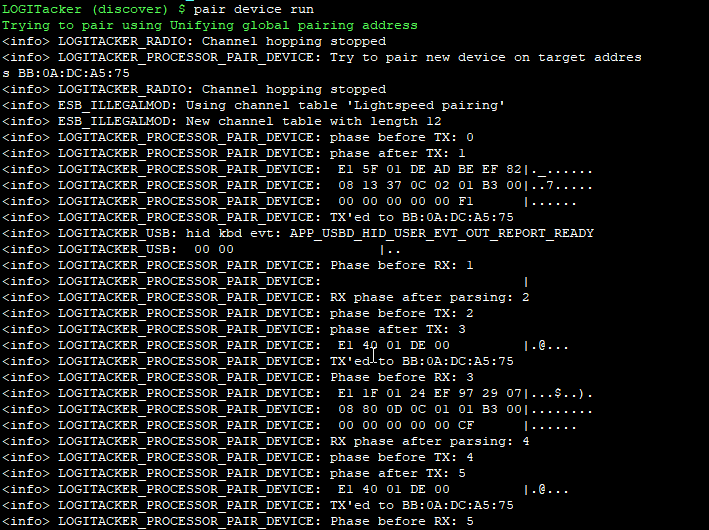 LOGITacker (discover) $ pair device run
Trying to pair using Unifying global pairing address
<info> LOGITACKER_RADIO: Channel hopping stopped
<info> LOGITACKER_PROCESSOR_PAIR_DEVICE: Try to pair new device on target addres
s BB:0A:DC:A5:75
<info> LOGITACKER_RADIO: Channel hopping stopped
<info> ESB_ILLEGALMOD: Using channel table 'Lightspeed pairing'
<info> ESB_ILLEGALMOD: New channel table with length 12
<info> LOGITACKER_PROCESSOR_PAIR_DEVICE: phase before TX: 0
<info> LOGITACKER_PROCESSOR_PAIR_DEVICE: phase after TX: 1
<info> LOGITACKER_PROCESSOR_PAIR_DEVICE:  E1 5F 01 DE AD BE EF 82|._......
<info> LOGITACKER_PROCESSOR_PAIR_DEVICE:  08 13 37 0C 02 01 B3 00|..7.....
<info> LOGITACKER_PROCESSOR_PAIR_DEVICE:  00 00 00 00 00 F1      |......
<info> LOGITACKER_PROCESSOR_PAIR_DEVICE: TX'ed to BB:0A:DC:A5:75
<info> LOGITACKER_USB: hid kbd evt: APP_USBD_HID_USER_EVT_OUT_REPORT_READY
<info> LOGITACKER_USB:  00 00                  |..
<info> LOGITACKER_PROCESSOR_PAIR_DEVICE: Phase before RX: 1
<info> LOGITACKER_PROCESSOR_PAIR_DEVICE:                         |
<info> LOGITACKER_PROCESSOR_PAIR_DEVICE: RX phase after parsing: 2
<info> LOGITACKER_PROCESSOR_PAIR_DEVICE: phase before TX: 2
<info> LOGITACKER_PROCESSOR_PAIR_DEVICE: phase after TX: 3
<info> LOGITACKER_PROCESSOR_PAIR_DEVICE:  E1 40 01 DE 00         |.@...
<info> LOGITACKER_PROCESSOR_PAIR_DEVICE: TX'ed to BB:0A:DC:A5:75
<info> LOGITACKER_PROCESSOR_PAIR_DEVICE: Phase before RX: 3
<info> LOGITACKER_PROCESSOR_PAIR_DEVICE:  E1 1F 01 24 EF 97 29 07|...$..).
<info> LOGITACKER_PROCESSOR_PAIR_DEVICE:  08 80 0D 0C 01 01 B3 00|........
<info> LOGITACKER_PROCESSOR_PAIR_DEVICE:  00 00 00 00 00 CF      |......
<info> LOGITACKER_PROCESSOR_PAIR_DEVICE: RX phase after parsing: 4
<info> LOGITACKER_PROCESSOR_PAIR_DEVICE: phase before TX: 4
<info> LOGITACKER_PROCESSOR_PAIR_DEVICE: phase after TX: 5
<info> LOGITACKER_PROCESSOR_PAIR_DEVICE:  E1 40 01 DE 00         |.@...
<info> LOGITACKER_PROCESSOR_PAIR_DEVICE: TX'ed to BB:0A:DC:A5:75
<info> LOGITACKER_PROCESSOR_PAIR_DEVICE: Phase before RX: 5